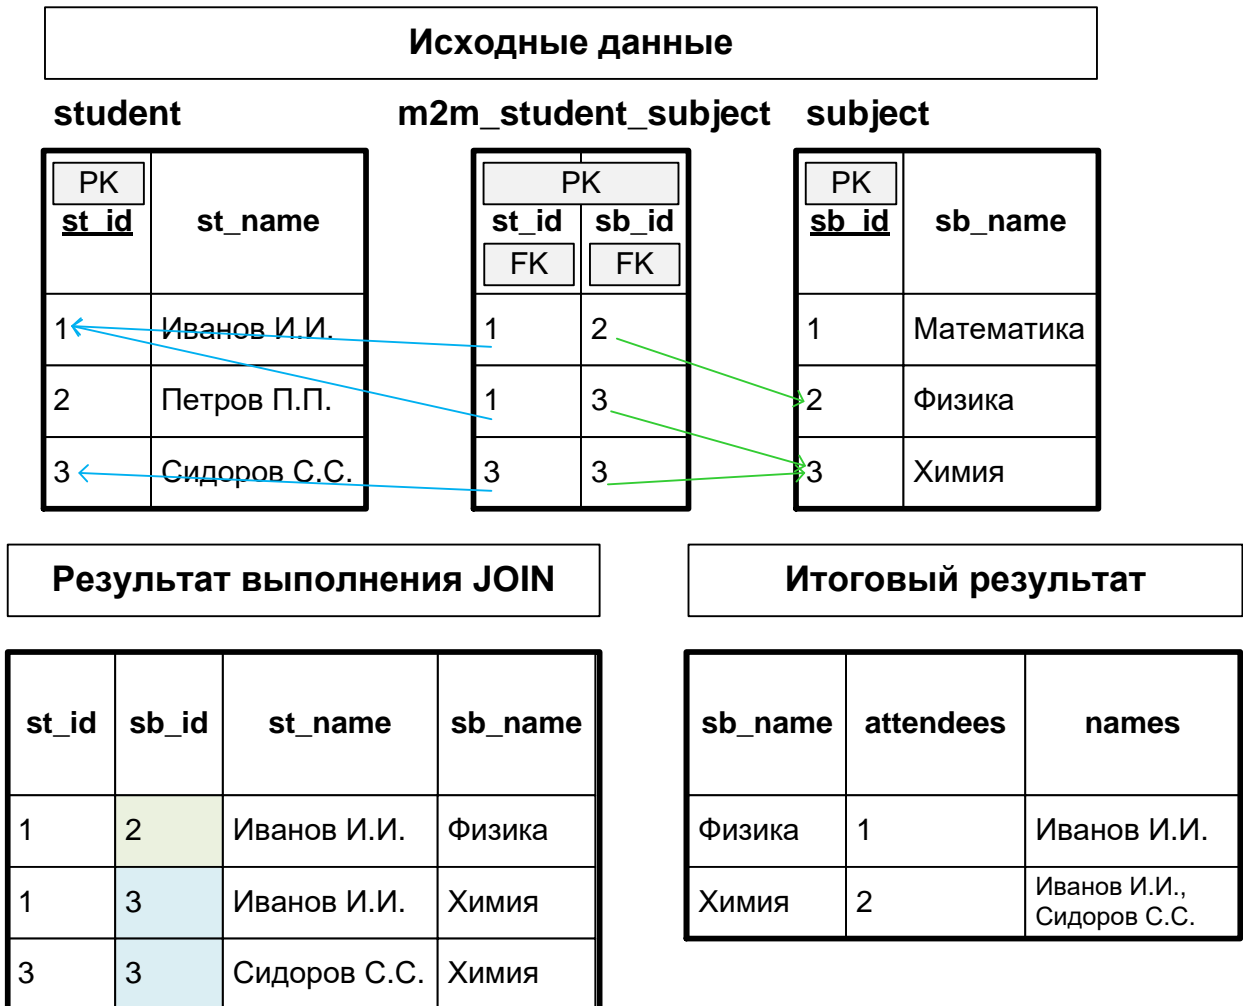 Исходные данные
student m2m_student_subject subject
PK PK PK
st_id st_name st_id sb_id sb_id sb_name
FK FK
1 Иванов И.И. 1 2 1 Математика
2 Петров П.П. 1 3 2 Физика
3 Сидоров С.С. 3 3 3 Химия
Результат выполнения JOIN
st_id sb_id st_name sb_name
1 2 Иванов И.И. Физика
1 3 Иванов И.И. Химия
3 3 Сидоров С.С. Химия
Итоговый результат
sb_name attendees names
Физика 1 Иванов И.И.
Химия 2 Иванов И.И.,
Сидоров С.С.